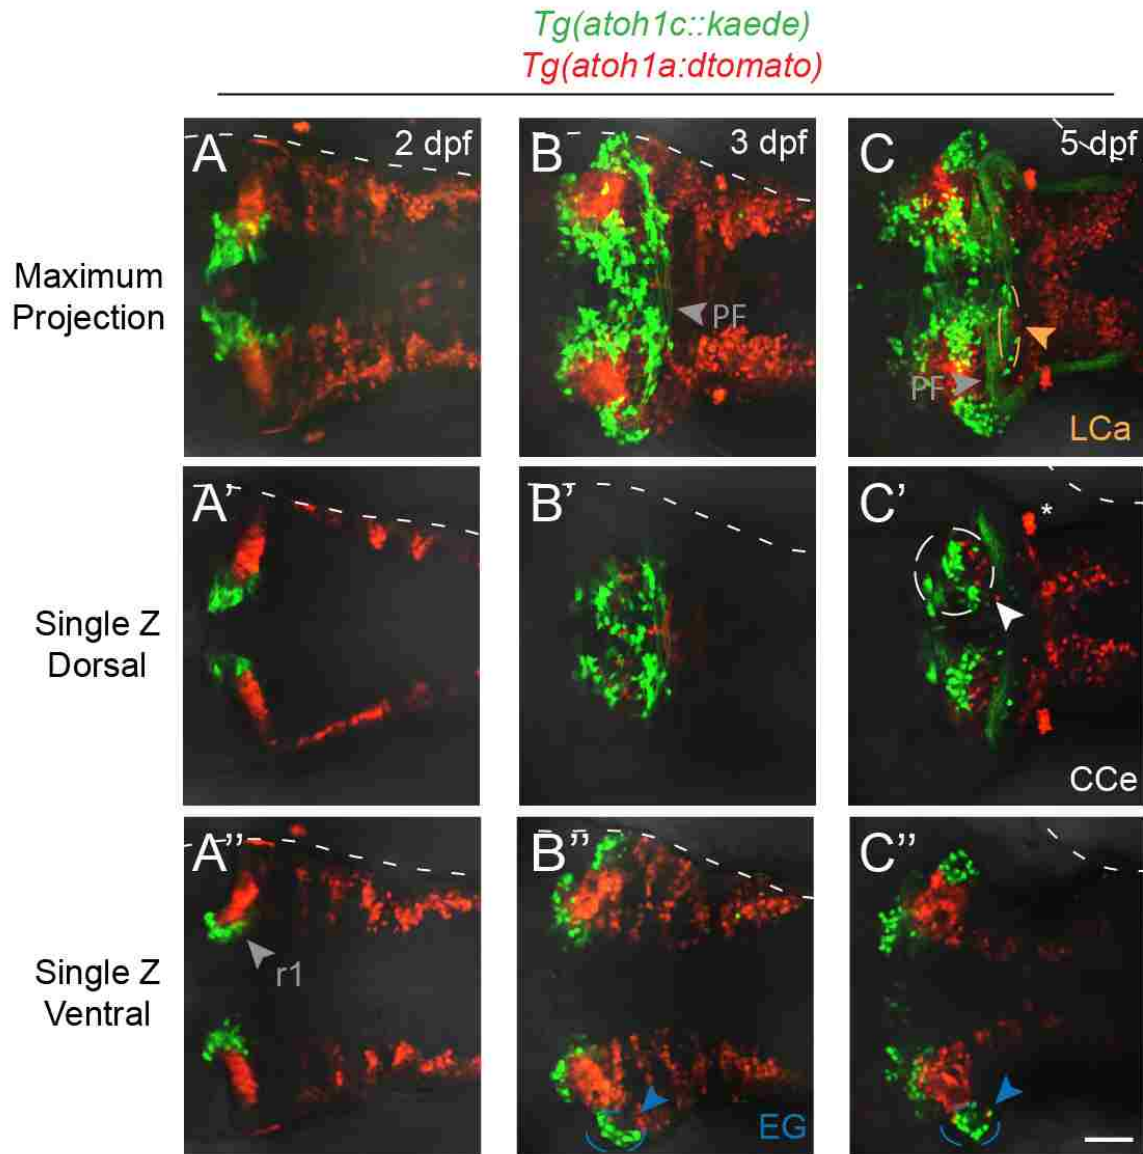 Tg(atoh1c::kaede)
Tg(atoh1a:dtomato)
Maximum
Projection
A
2 dpf
B
3 dpf
PF
C
5 dpf
PF
LCa
Single Z
Dorsal
A'
B'
C'
*
CCe
Single Z
Ventral
A''
r1
B''
EG
C''